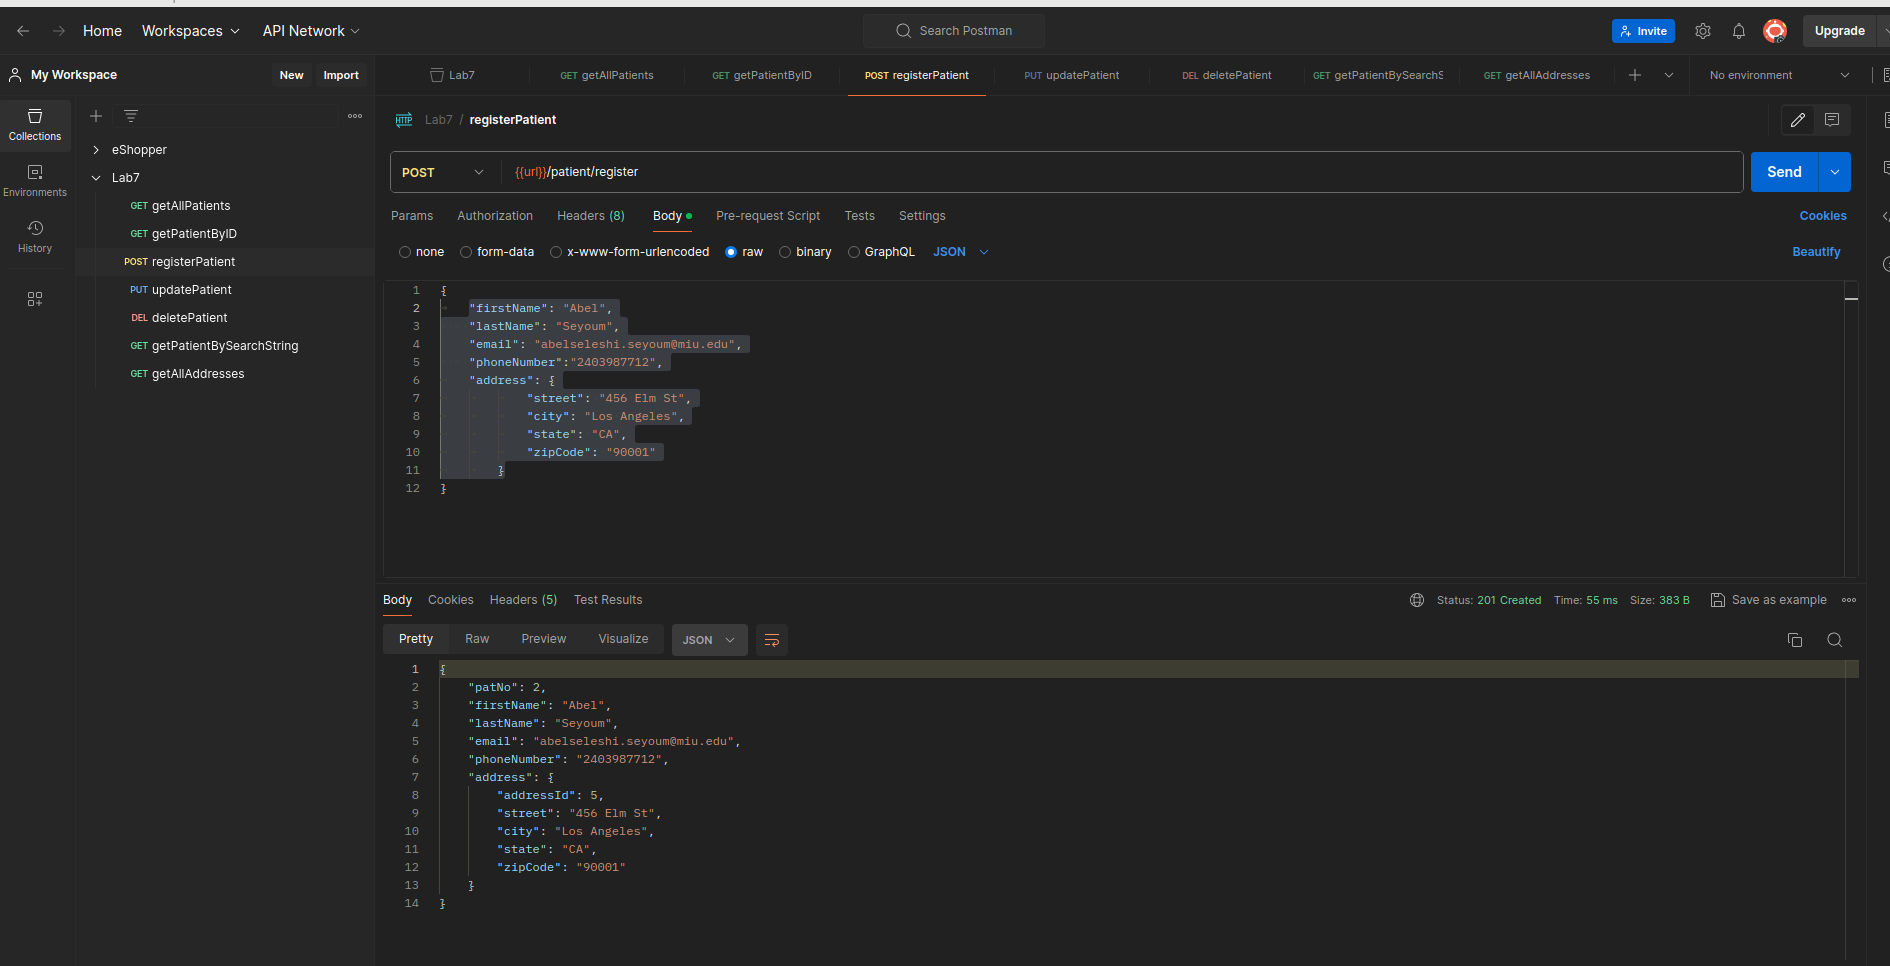 Home Workspaces API Network Search Postman Invite Upgrade
My Workspace New Import Lab7 GET getAllPatients GET getPatientByID POST registerPatient PUT updatePatient DEL deletePatient GET getPatientBySearchS GET getAllAddresses No environment
Collections
Environments
History
eShopper
Lab7
GET getAllPatients
GET getPatientByID
POST registerPatient
PUT updatePatient
DEL deletePatient
GET getPatientBySearchString
GET getAllAddresses
HTTP Lab7 / registerPatient
POST {{url}}/patient/register Send
Params Authorization Headers (8) Body Pre-request Script Tests Settings Cookies
none form-data x-www-form-urlencoded raw binary GraphQL JSON Beautify
1 {
2 "firstName": "Abel",
3 "lastName": "Seyoum",
4 "email": "abelseleshi.seyoum@miu.edu",
5 "phoneNumber":"2403987712",
6 "address": {
7 "street": "456 Elm St",
8 "city": "Los Angeles",
9 "state": "CA",
10 "zipCode": "90001"
11 }
12 }
Body Cookies Headers (5) Test Results Status: 201 Created Time: 55 ms Size: 383 B Save as example
Pretty Raw Preview Visualize JSON
1 {
2 "patNo": 2,
3 "firstName": "Abel",
4 "lastName": "Seyoum",
5 "email": "abelseleshi.seyoum@miu.edu",
6 "phoneNumber": "2403987712",
7 "address": {
8 "addressId": 5,
9 "street": "456 Elm St",
10 "city": "Los Angeles",
11 "state": "CA",
12 "zipCode": "90001"
13 }
14 }